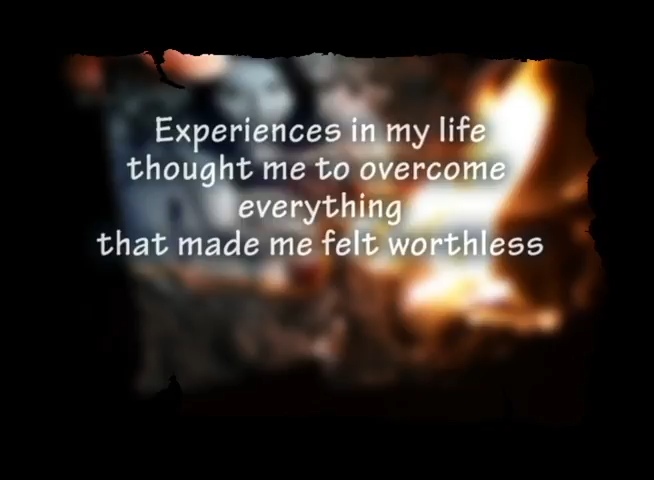 Experiences in my life
thought me to overcome
everything
that made me felt worthless